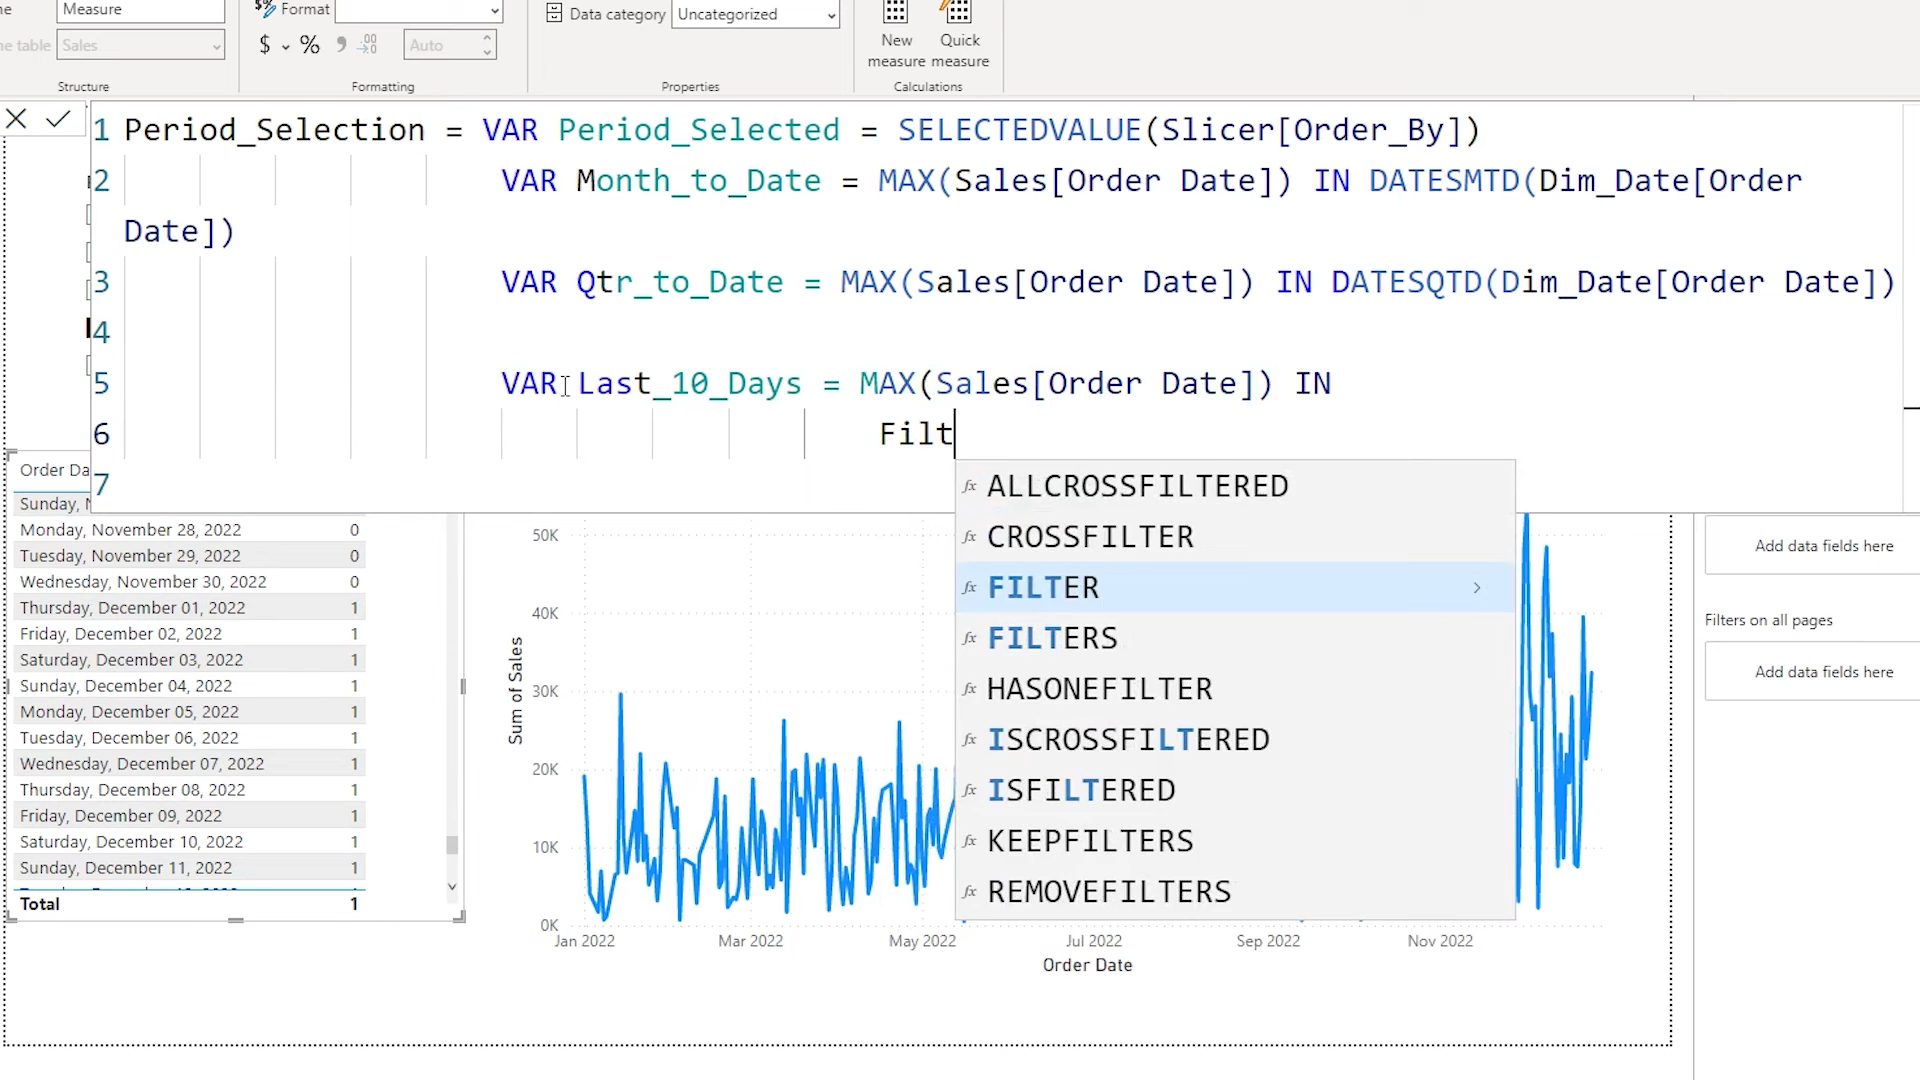 Measure
Format
Data category
Uncategorized
New
measure
Quick
measure
Sales
$
%
Auto
Structure
Formatting
Properties
Calculations
1 Period_Selection = VAR Period_Selected = SELECTEDVALUE(Slicer[Order_By])
2 VAR Month_to_Date = MAX(Sales[Order Date]) IN DATESMTD(Dim_Date[Order
Date])
3 VAR Qtr_to_Date = MAX(Sales[Order Date]) IN DATESQTD(Dim_Date[Order Date])
4
5 VAR Last_10_Days = MAX(Sales[Order Date]) IN
6 Filt
7
ALLCROSSFILTERED
CROSSFILTER
FILTER
FILTERS
HASONEFILTER
ISCROSSFILTERED
ISFILTERED
KEEPFILTERS
REMOVEFILTERS
Order Da
Sunday, N
Monday, November 28, 2022 0
Tuesday, November 29, 2022 0
Wednesday, November 30, 2022 0
Thursday, December 01, 2022 1
Friday, December 02, 2022 1
Saturday, December 03, 2022 1
Sunday, December 04, 2022 1
Monday, December 05, 2022 1
Tuesday, December 06, 2022 1
Wednesday, December 07, 2022 1
Thursday, December 08, 2022 1
Friday, December 09, 2022 1
Saturday, December 10, 2022 1
Sunday, December 11, 2022 1
Total 1
Sum of Sales
50K
40K
30K
20K
10K
0K
Jan 2022
Mar 2022
May 2022
Jul 2022
Sep 2022
Nov 2022
Order Date
Add data fields here
Filters on all pages
Add data fields here